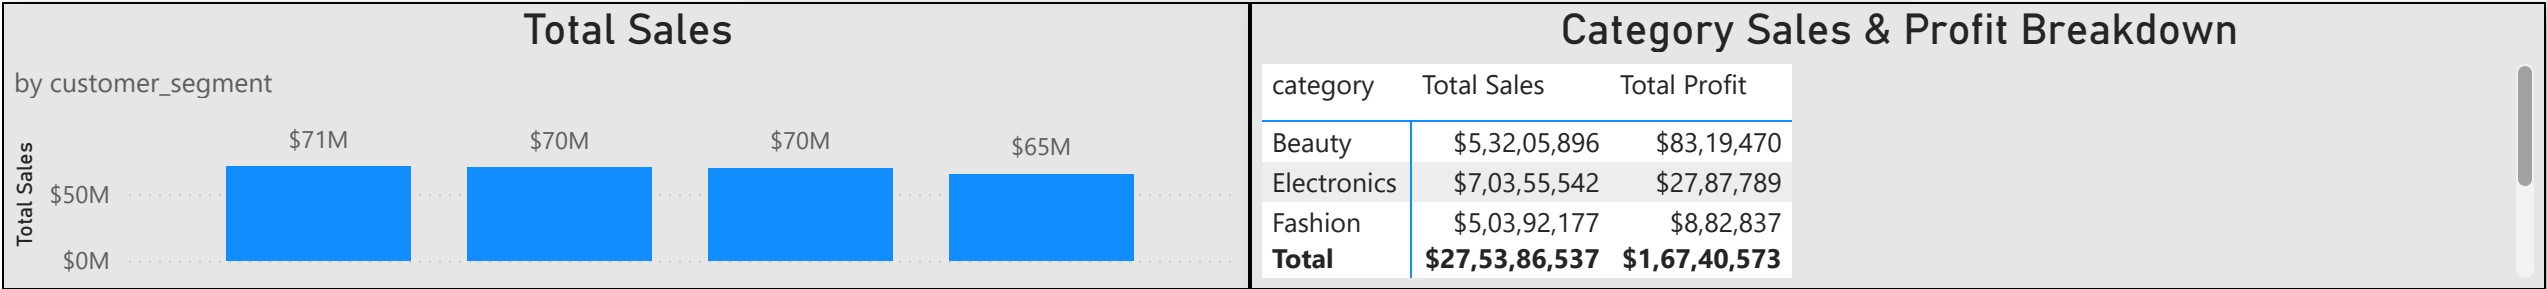 Total Sales
by customer_segment
Total Sales
$71M
$70M
$70M
$65M
$50M
$0M
Category Sales & Profit Breakdown
category Total Sales Total Profit
Beauty $5,32,05,896 $83,19,470
Electronics $7,03,55,542 $27,87,789
Fashion $5,03,92,177 $8,82,837
Total $27,53,86,537 $1,67,40,573